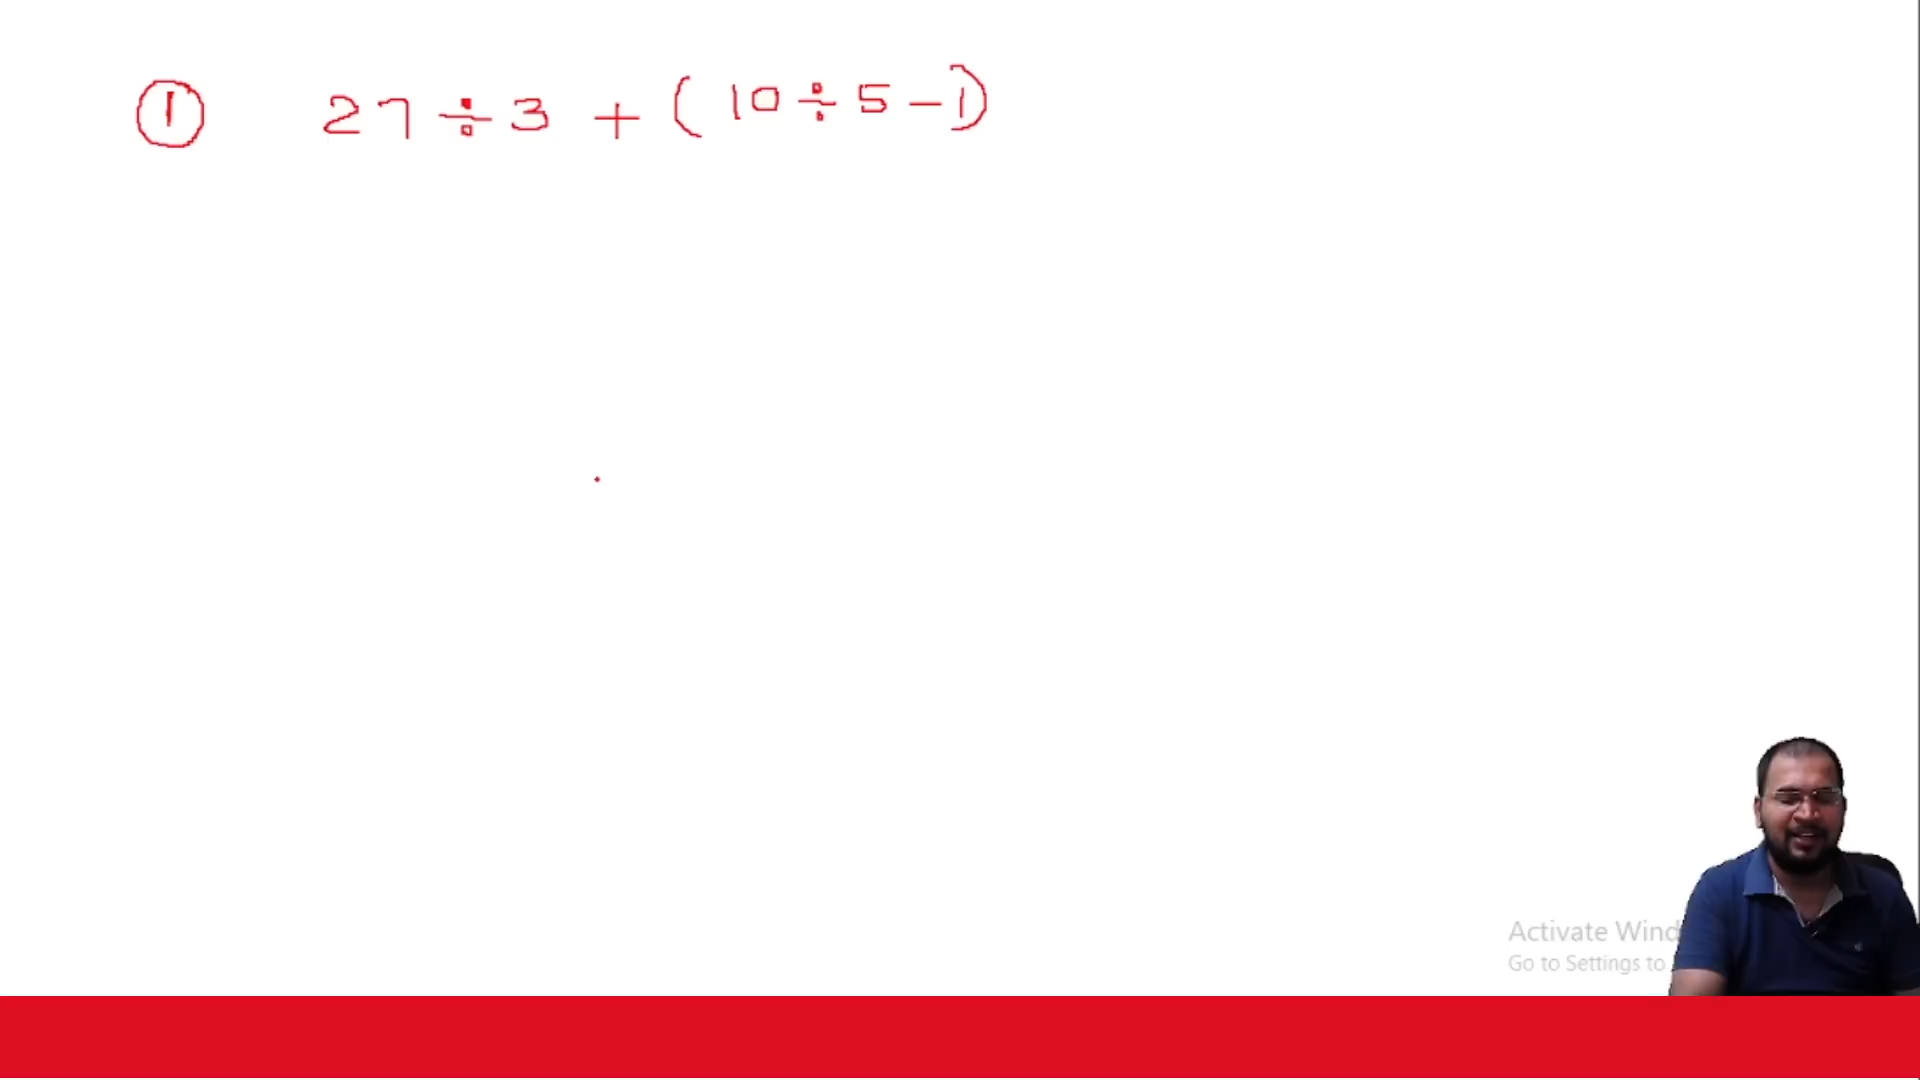 ① 27 ÷ 3 + ( 10 ÷ 5 - 1 )
Activate Wind
Go to Settings to